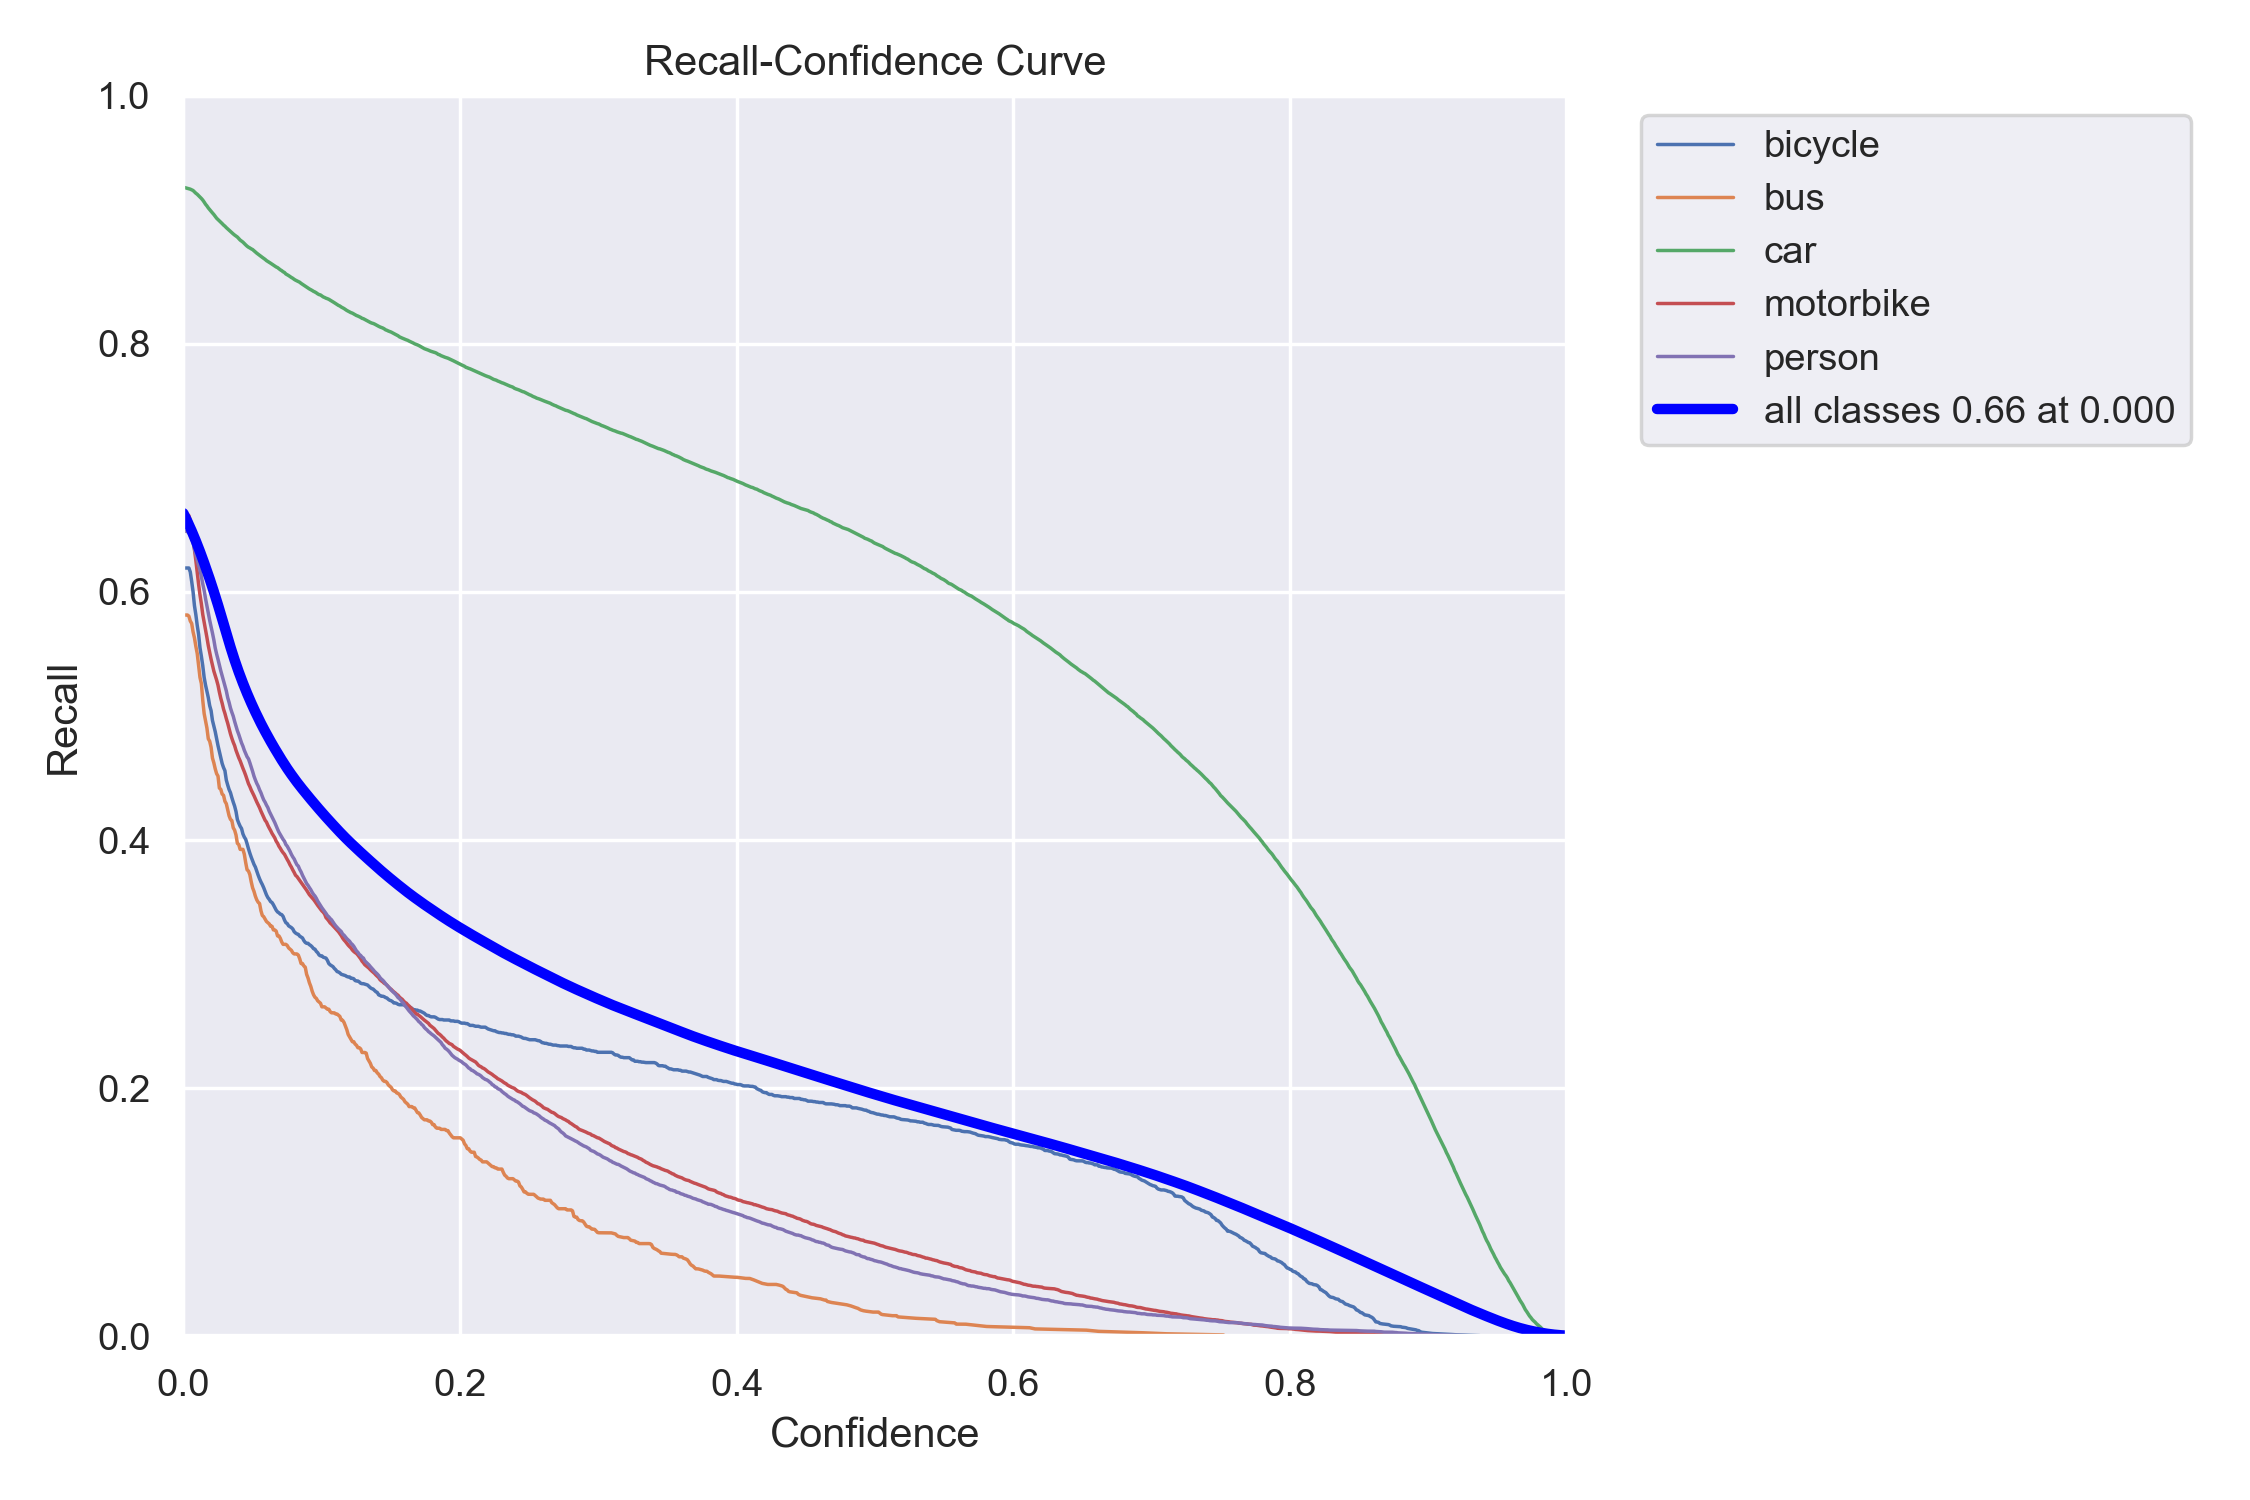 Recall-Confidence Curve
1.0
0.8
0.6
0.4
0.2
0.0
Recall
0.0 0.2 0.4 0.6 0.8 1.0
Confidence
bicycle
bus
car
motorbike
person
all classes 0.66 at 0.000